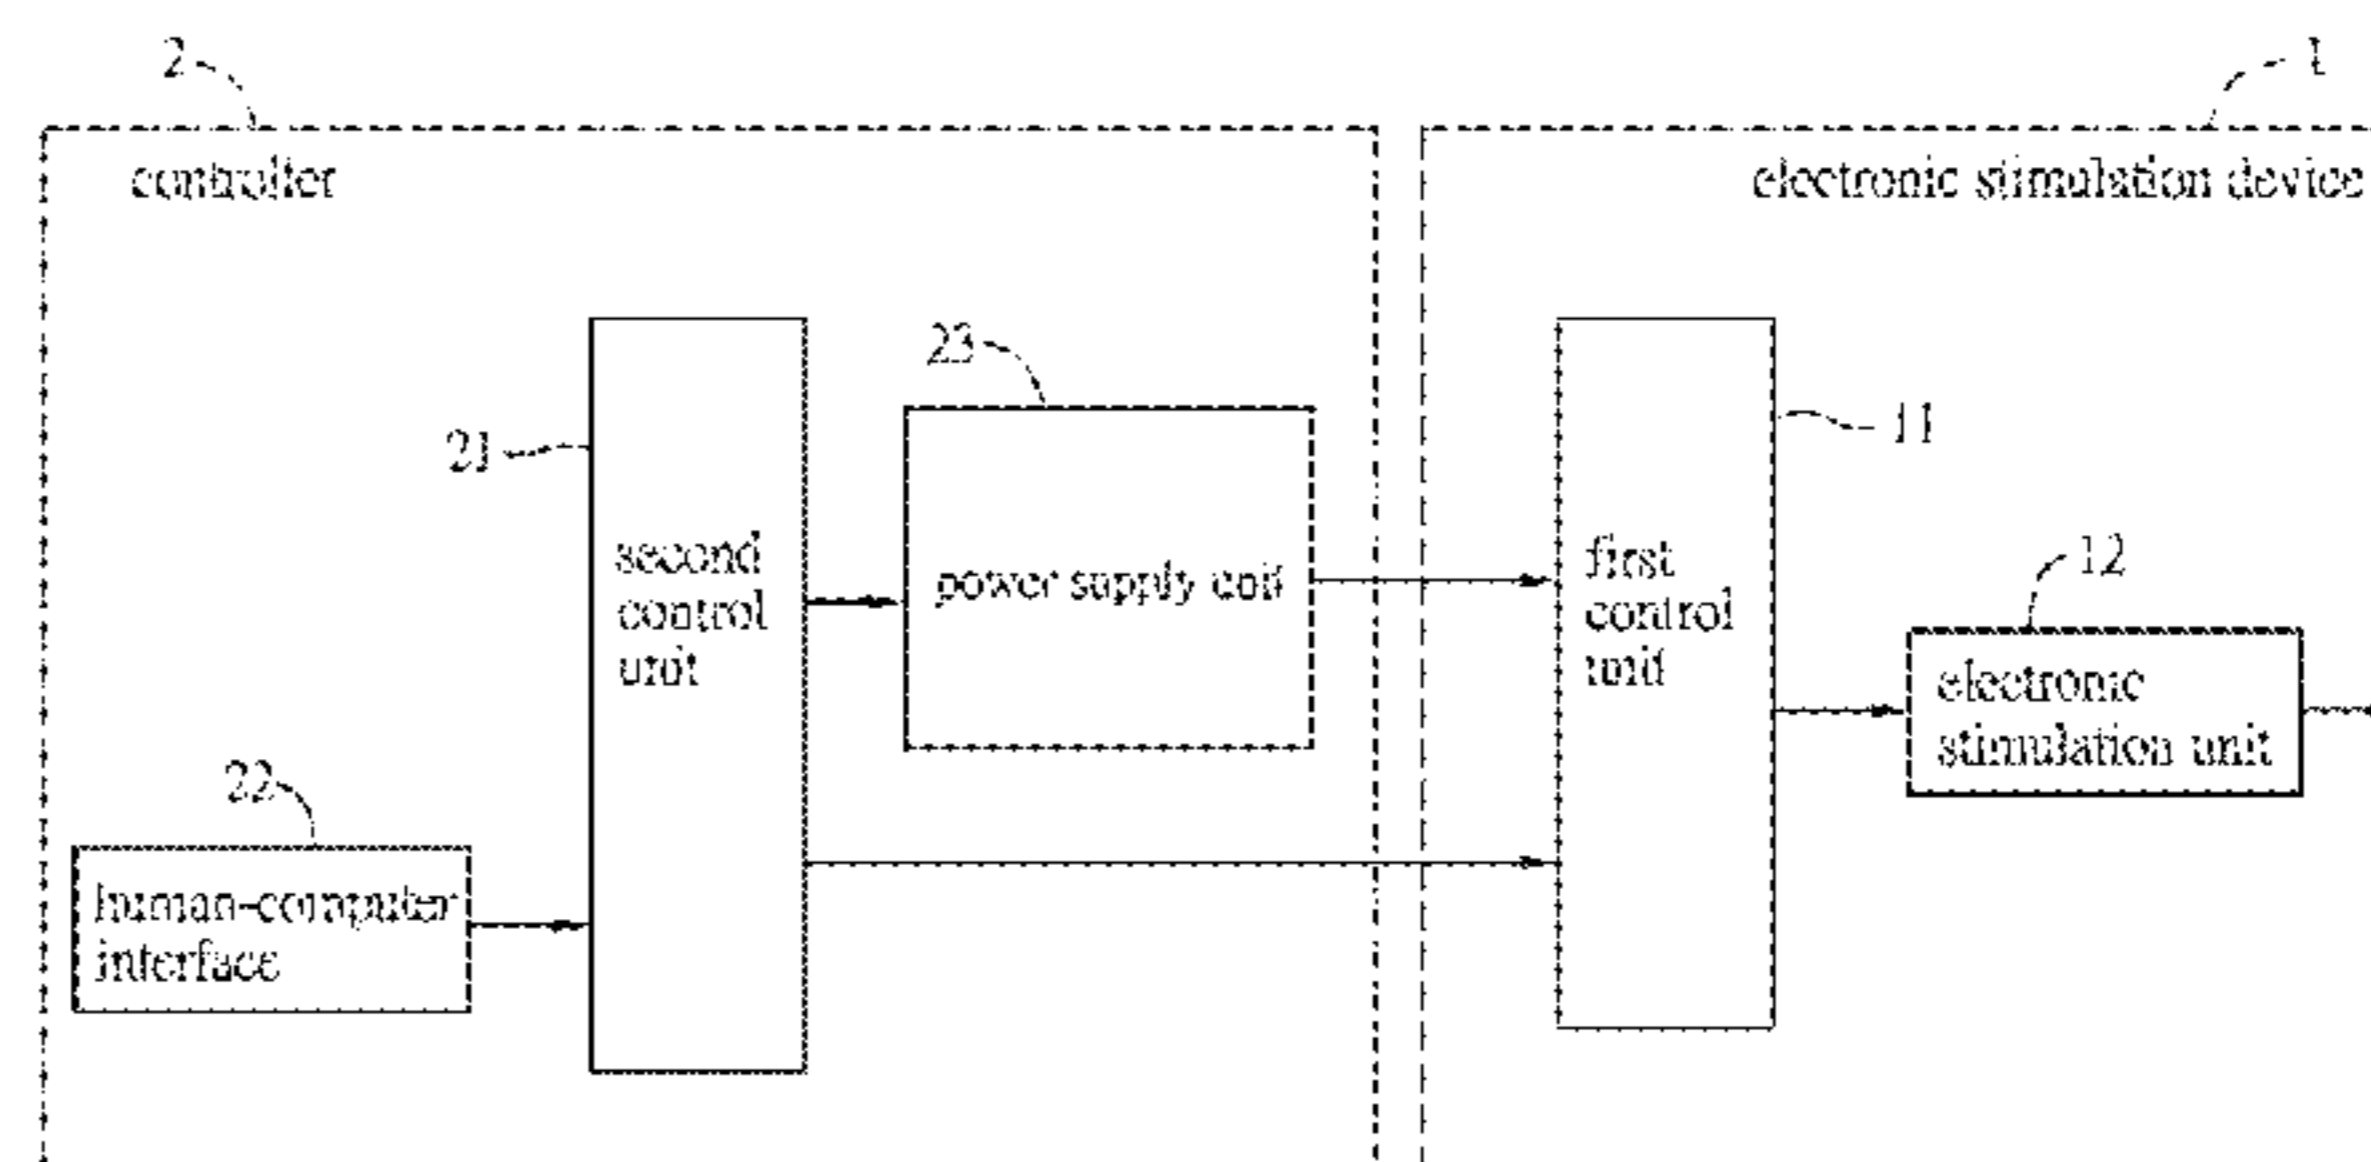 2
1
controller
electronic stimulation device
23
21
11
second
control
unit
power supply unit
first
control
unit
12
electronic
stimulation unit
22
human-computer
interface